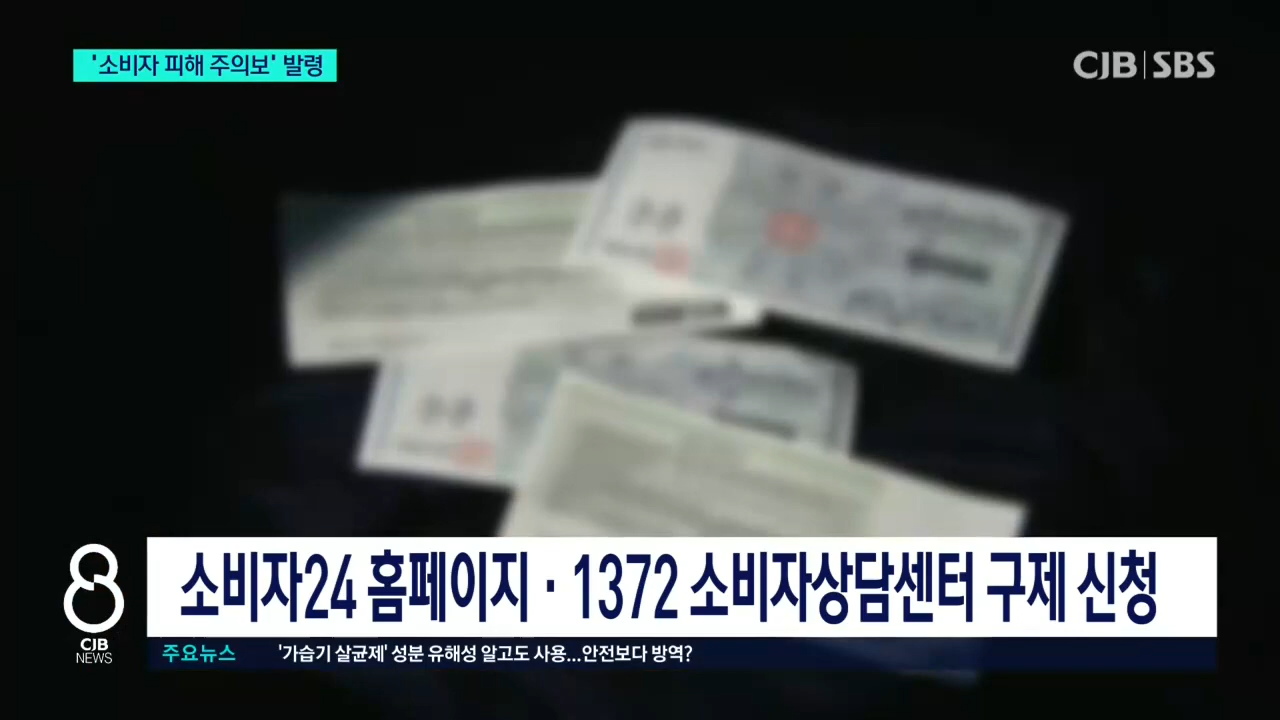 '소비자 피해 주의보' 발령
CJB SBS
소비자24 홈페이지 · 1372 소비자상담센터 구제 신청
8
CJB
NEWS
주요뉴스 '가습기 살균제' 성분 유해성 알고도 사용...안전보다 방역?